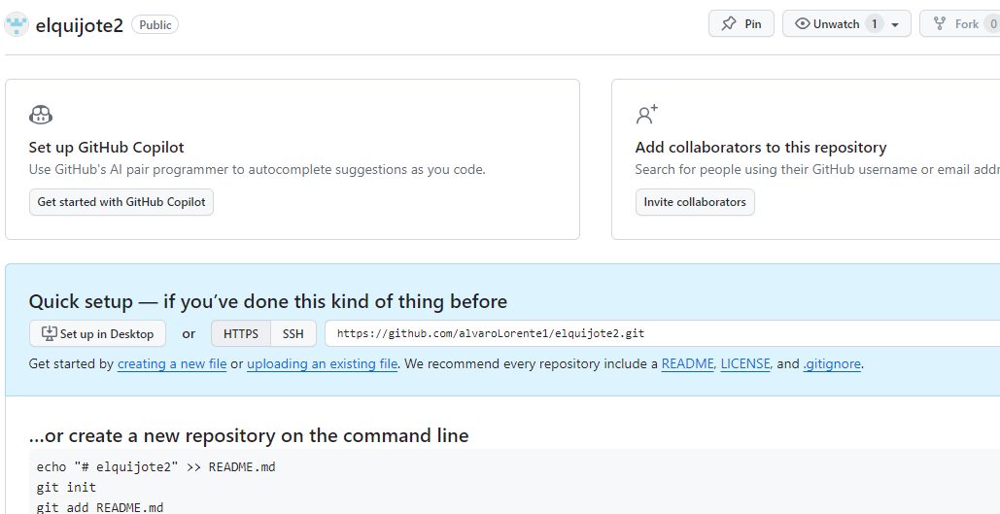 elquijote2 Public
Pin Unwatch 1 Fork 0
Set up GitHub Copilot
Use GitHub's AI pair programmer to autocomplete suggestions as you code.
Get started with GitHub Copilot
Add collaborators to this repository
Search for people using their GitHub username or email addr
Invite collaborators
Quick setup — if you’ve done this kind of thing before
Set up in Desktop or HTTPS SSH https://github.com/alvaroLorente1/elquijote2.git
Get started by creating a new file or uploading an existing file. We recommend every repository include a README, LICENSE, and .gitignore.
…or create a new repository on the command line
echo "# elquijote2" >> README.md
git init
git add README.md